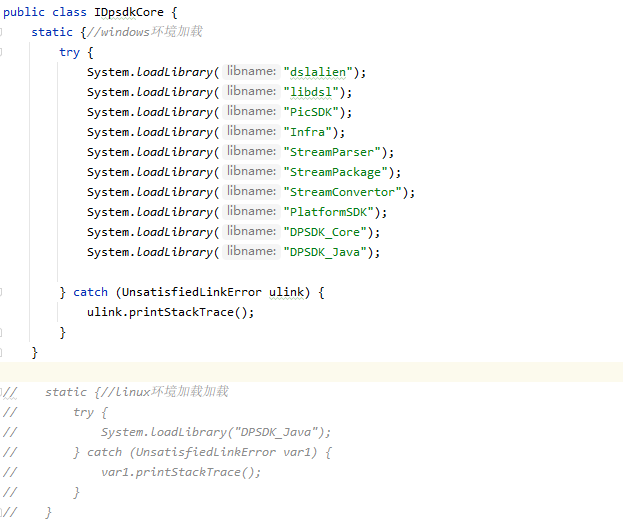 public class IDpsdkCore {
    static {//windows环境加载
        try {
            System.loadLibrary( libname: "dslalien");
            System.loadLibrary( libname: "libdsl");
            System.loadLibrary( libname: "PicSDK");
            System.loadLibrary( libname: "Infra");
            System.loadLibrary( libname: "StreamParser");
            System.loadLibrary( libname: "StreamPackage");
            System.loadLibrary( libname: "StreamConvertor");
            System.loadLibrary( libname: "PlatformSDK");
            System.loadLibrary( libname: "DPSDK_Core");
            System.loadLibrary( libname: "DPSDK_Java");
        } catch (UnsatisfiedLinkError ulink) {
            ulink.printStackTrace();
        }
    }
//    static {//linux环境加载加载
//        try {
//            System.loadLibrary("DPSDK_Java");
//        } catch (UnsatisfiedLinkError var1) {
//            var1.printStackTrace();
//        }
//    }